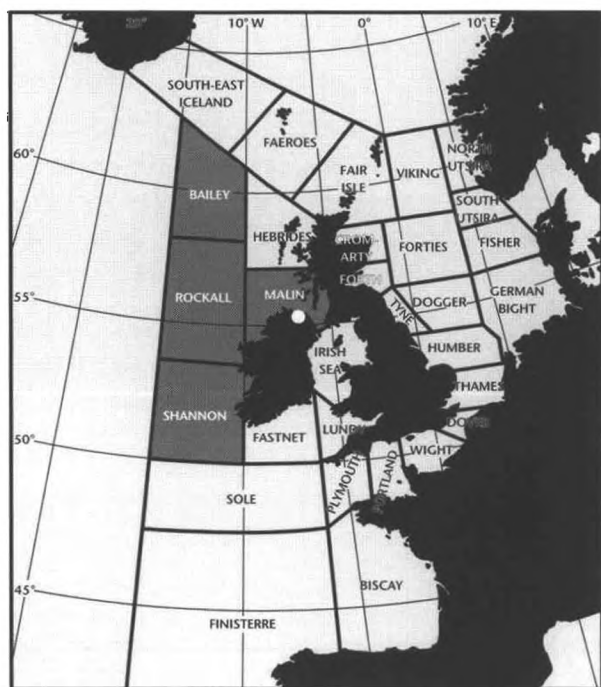 10°W
0°
10°E
SOUTH-EAST
ICELAND
FAEROES
60°
NORTH
UTSIRA
FAIR
ISLE
VIKING
BAILEY
SOUTH
UTSIRA
HEBRIDES
CROM-
ARTY
FORTIES
FISHER
FORTH
ROCKALL
MALIN
55°
TYNE
DOGGER
GERMAN
BIGHT
HUMBER
IRISH
SEA
THAMES
SHANNON
LUNDY
DOVER
FASTNET
50°
WIGHT
PLYMOUTH
PORTLAND
SOLE
45°
BISCAY
FINISTERRE